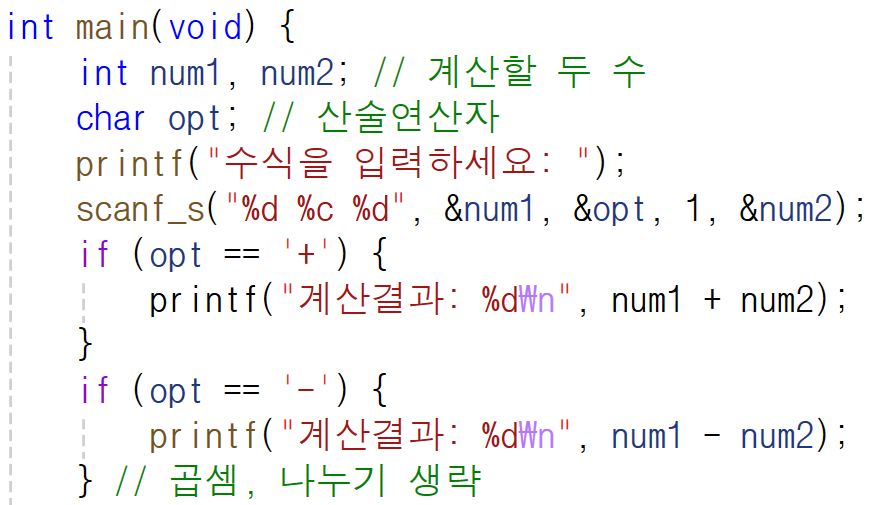 int main(void) {
int num1, num2; // 계산할 두 수
char opt; // 산술연산자
printf("수식을 입력하세요: ");
scanf_s("%d %c %d", &num1, &opt, 1, &num2);
if (opt == '+') {
printf("계산결과: %d₩n", num1 + num2);
}
if (opt == '-') {
printf("계산결과: %d₩n", num1 - num2);
} // 곱셈, 나누기 생략